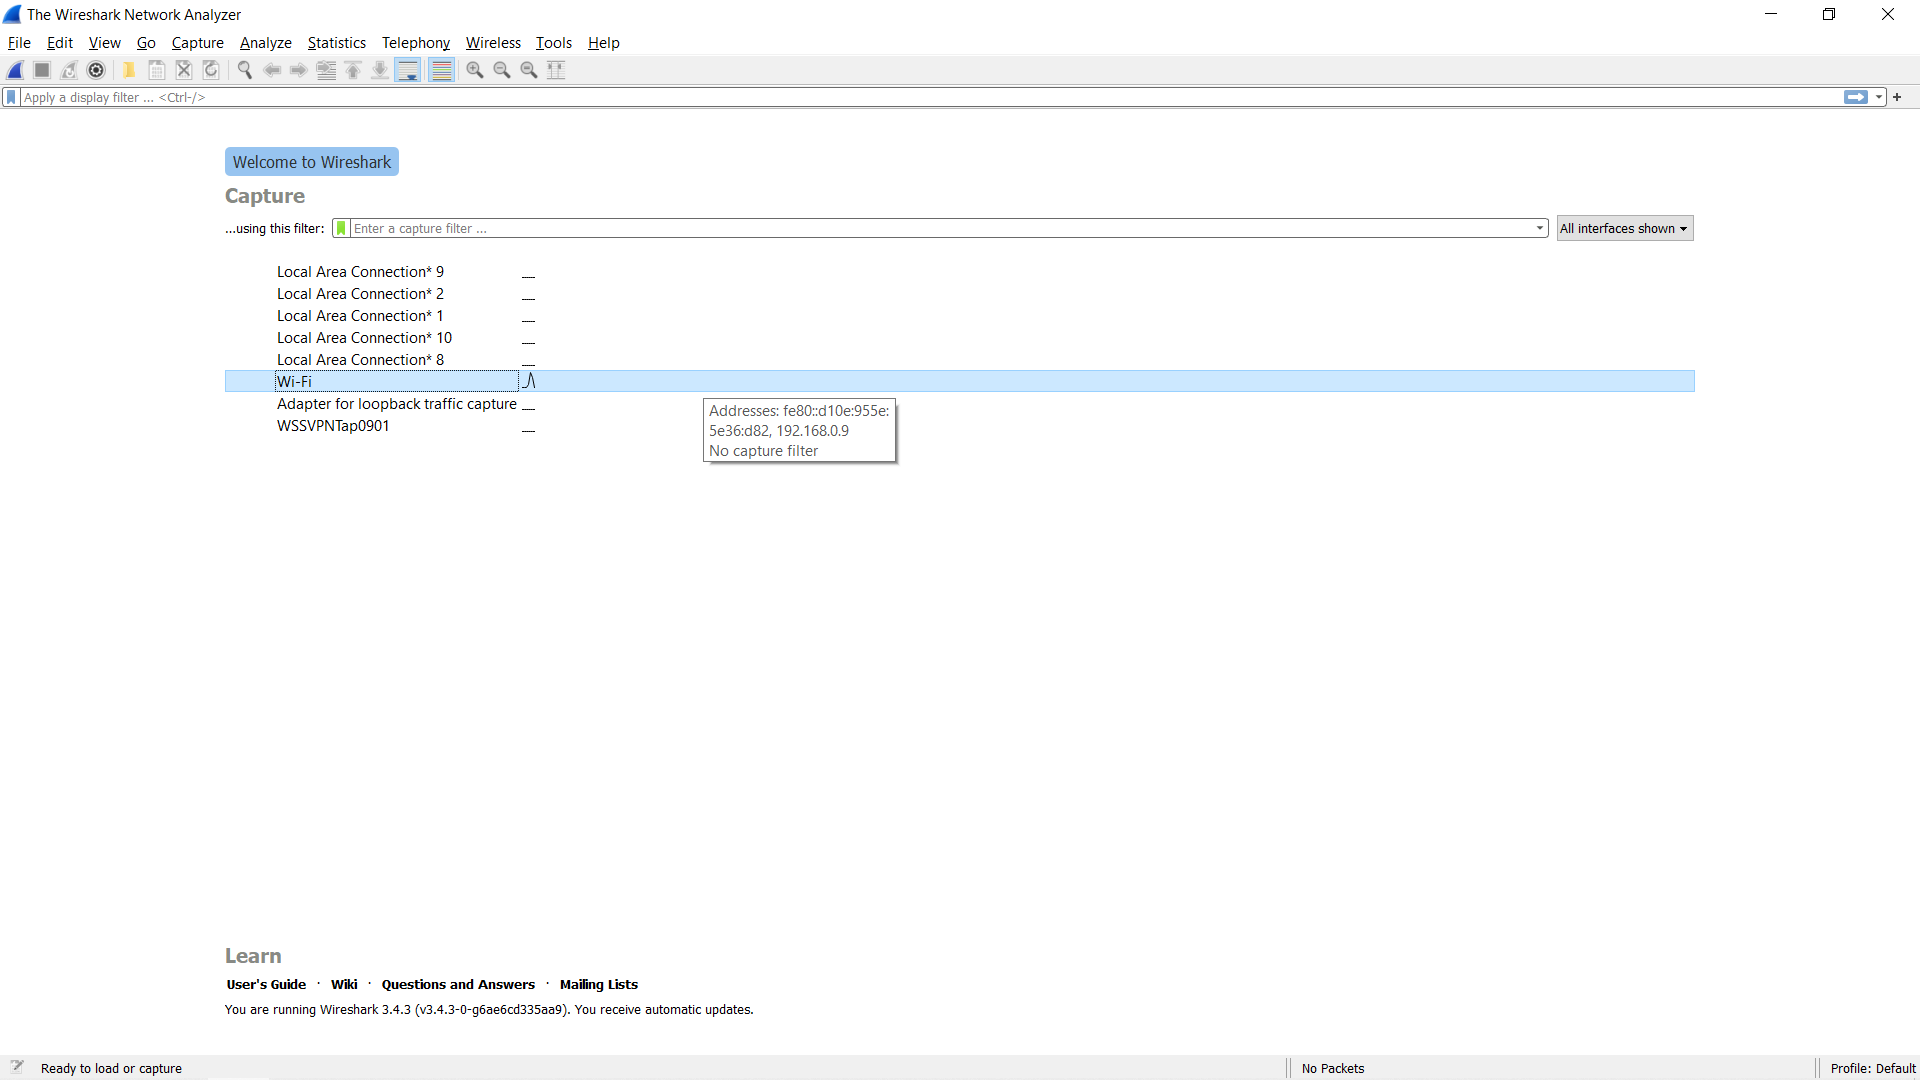 The Wireshark Network Analyzer
File Edit View Go Capture Analyze Statistics Telephony Wireless Tools Help
Apply a display filter ... <Ctrl-/>
Welcome to Wireshark
Capture
...using this filter: Enter a capture filter ... All interfaces shown
Local Area Connection* 9
Local Area Connection* 2
Local Area Connection* 1
Local Area Connection* 10
Local Area Connection* 8
Wi-Fi
Adapter for loopback traffic capture
WSSVPNTap0901
Addresses: fe80::d10e:955e:
5e36:d82, 192.168.0.9
No capture filter
Learn
User's Guide · Wiki · Questions and Answers · Mailing Lists
You are running Wireshark 3.4.3 (v3.4.3-0-g6ae6cd335aa9). You receive automatic updates.
Ready to load or capture No Packets Profile: Default